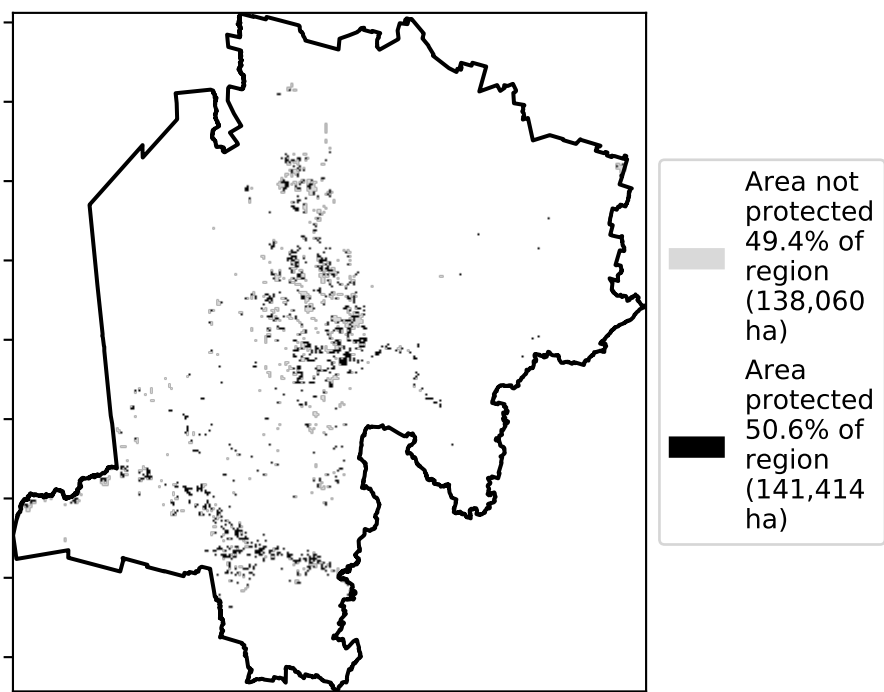 Area not
protected
49.4% of
region
(138,060
ha)
Area
protected
50.6% of
region
(141,414
ha)